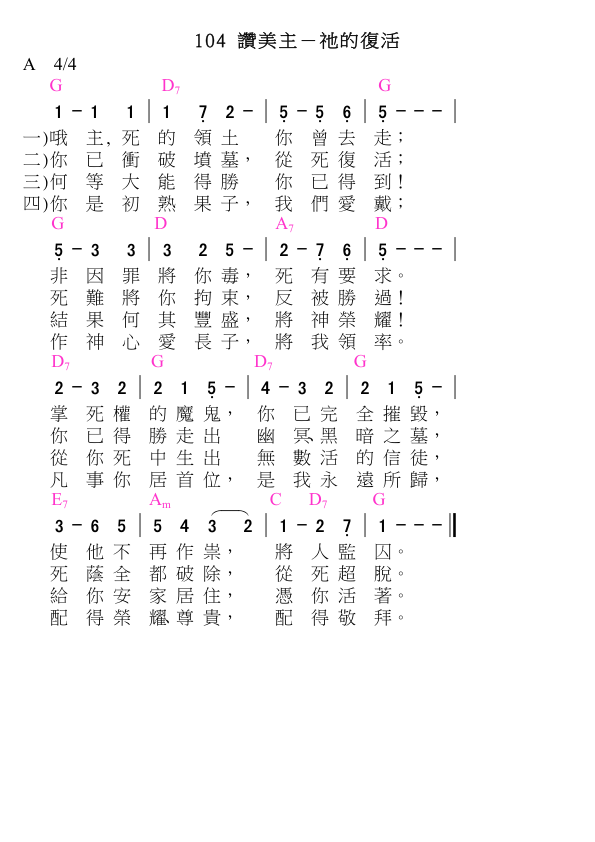 104 讚美主－祂的復活
A 4/4
G D7 G
1 - 1 1 | 1 7 2 - | 5 - 5 6 | 5 - - - |
一)哦 主, 死 的 領 土 你 曾 去 走；
二)你 已 衝 破 墳 墓， 從 死 復 活；
三)何 等 大 能 得 勝 你 已 得 到！
四)你 是 初 熟 果 子， 我 們 愛 戴；
G D A7 D
5 - 3 3 | 3 2 5 - | 2 - 7 6 | 5 - - - |
非 因 罪 將 你 毒， 死 有 要 求。
死 難 將 你 拘 束， 反 被 勝 過！
結 果 何 其 豐 盛， 將 神 榮 耀！
作 神 心 愛 長 子， 將 我 領 率。
D7 G D7 G
2 - 3 2 | 2 1 5 - | 4 - 3 2 | 2 1 5 - |
掌 死 權 的 魔 鬼， 你 已 完 全 摧 毀，
你 已 得 勝 走 出 幽 冥、黑 暗 之 墓，
從 你 死 中 生 出 無 數 活 的 信 徒，
凡 事 你 居 首 位， 是 我 永 遠 所 歸，
E7 Am C D7 G
3 - 6 5 | 5 4 3 2 | 1 - 2 7 | 1 - - - ||
使 他 不 再 作 祟， 將 人 監 囚。
死 蔭 全 都 破 除， 從 死 超 脫。
給 你 安 家 居 住， 憑 你 活 著。
配 得 榮 耀、尊 貴， 配 得 敬 拜。